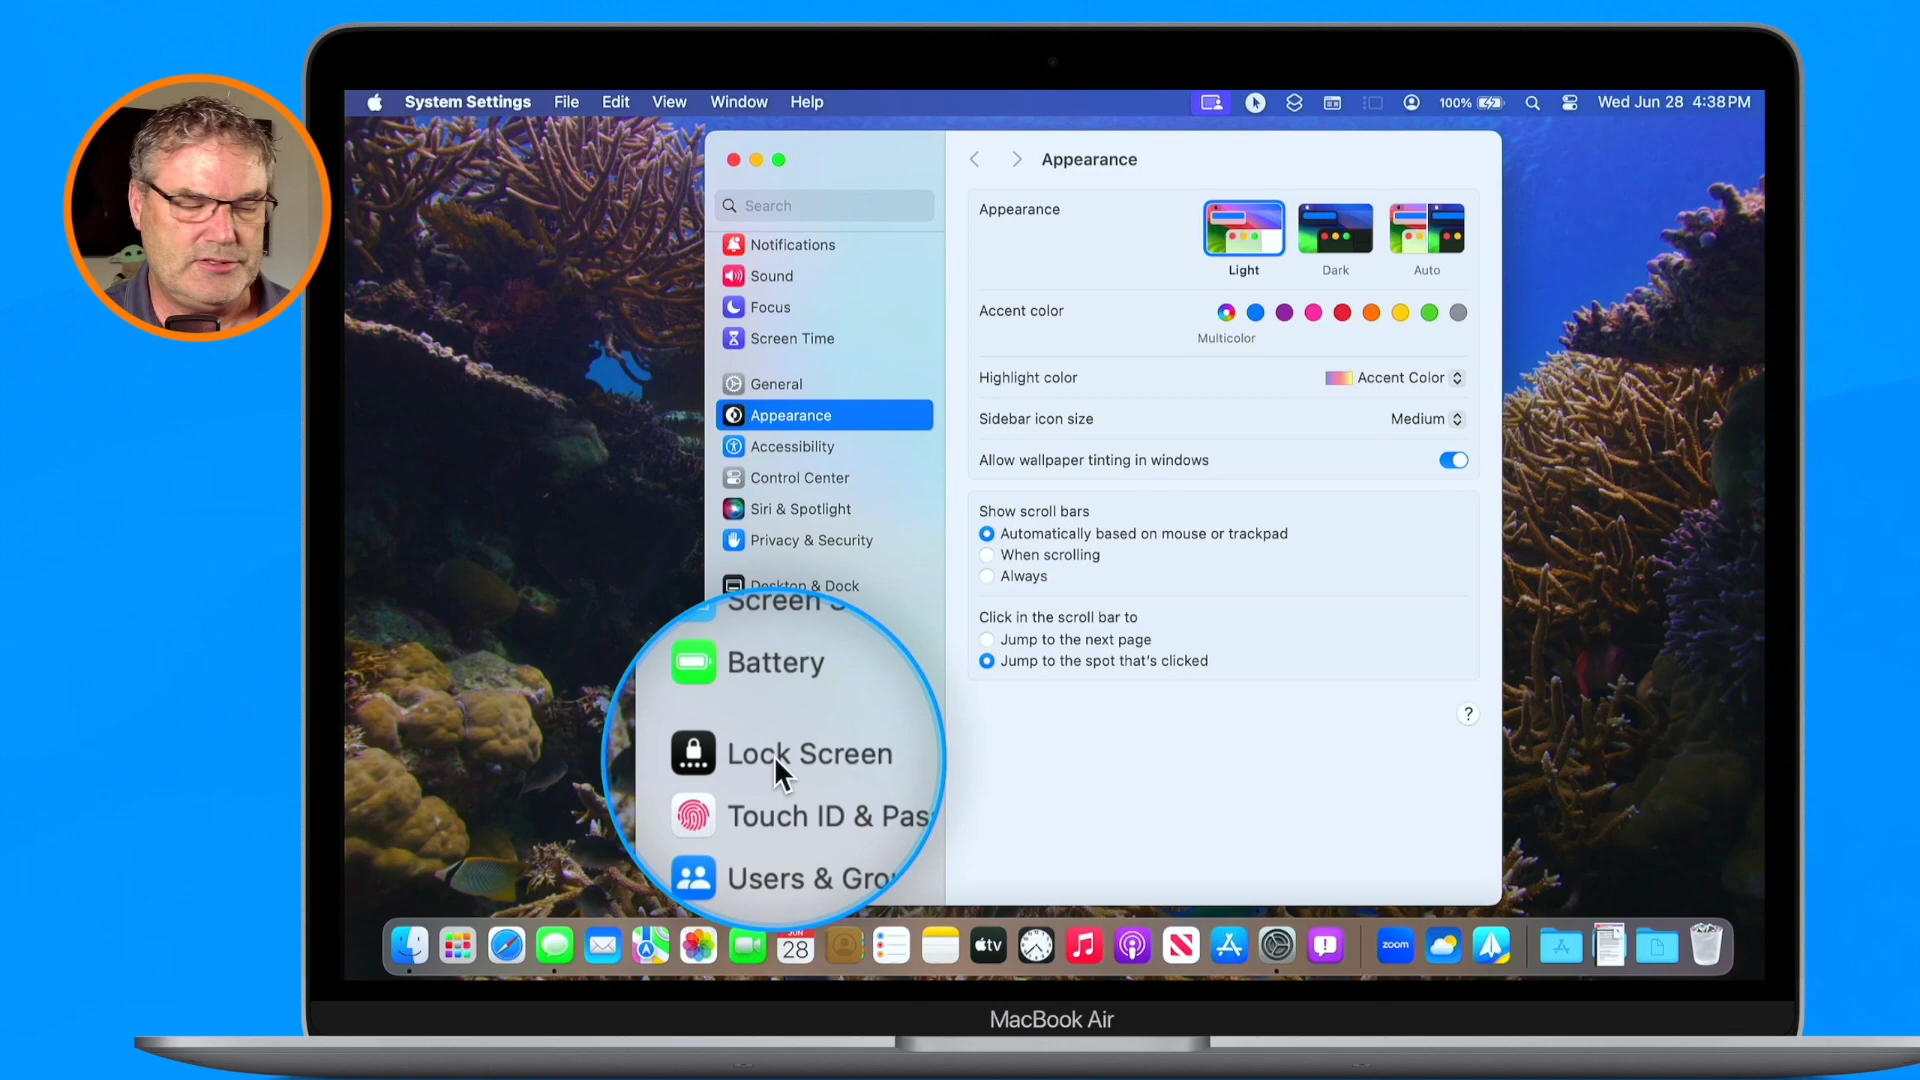 System Settings File Edit View Window Help 100% Wed Jun 28 4:38 PM
Appearance
Search
Notifications
Sound
Focus
Screen Time
General
Appearance
Accessibility
Control Center
Siri & Spotlight
Privacy & Security
Desktop & Dock
Screen S
Battery
Lock Screen
Touch ID & Pas
Users & Gro
Appearance
Light Dark Auto
Accent color
Multicolor
Highlight color Accent Color
Sidebar icon size Medium
Allow wallpaper tinting in windows
Show scroll bars
Automatically based on mouse or trackpad
When scrolling
Always
Click in the scroll bar to
Jump to the next page
Jump to the spot that's clicked
?
JUN
28
tv
zoom
MacBook Air